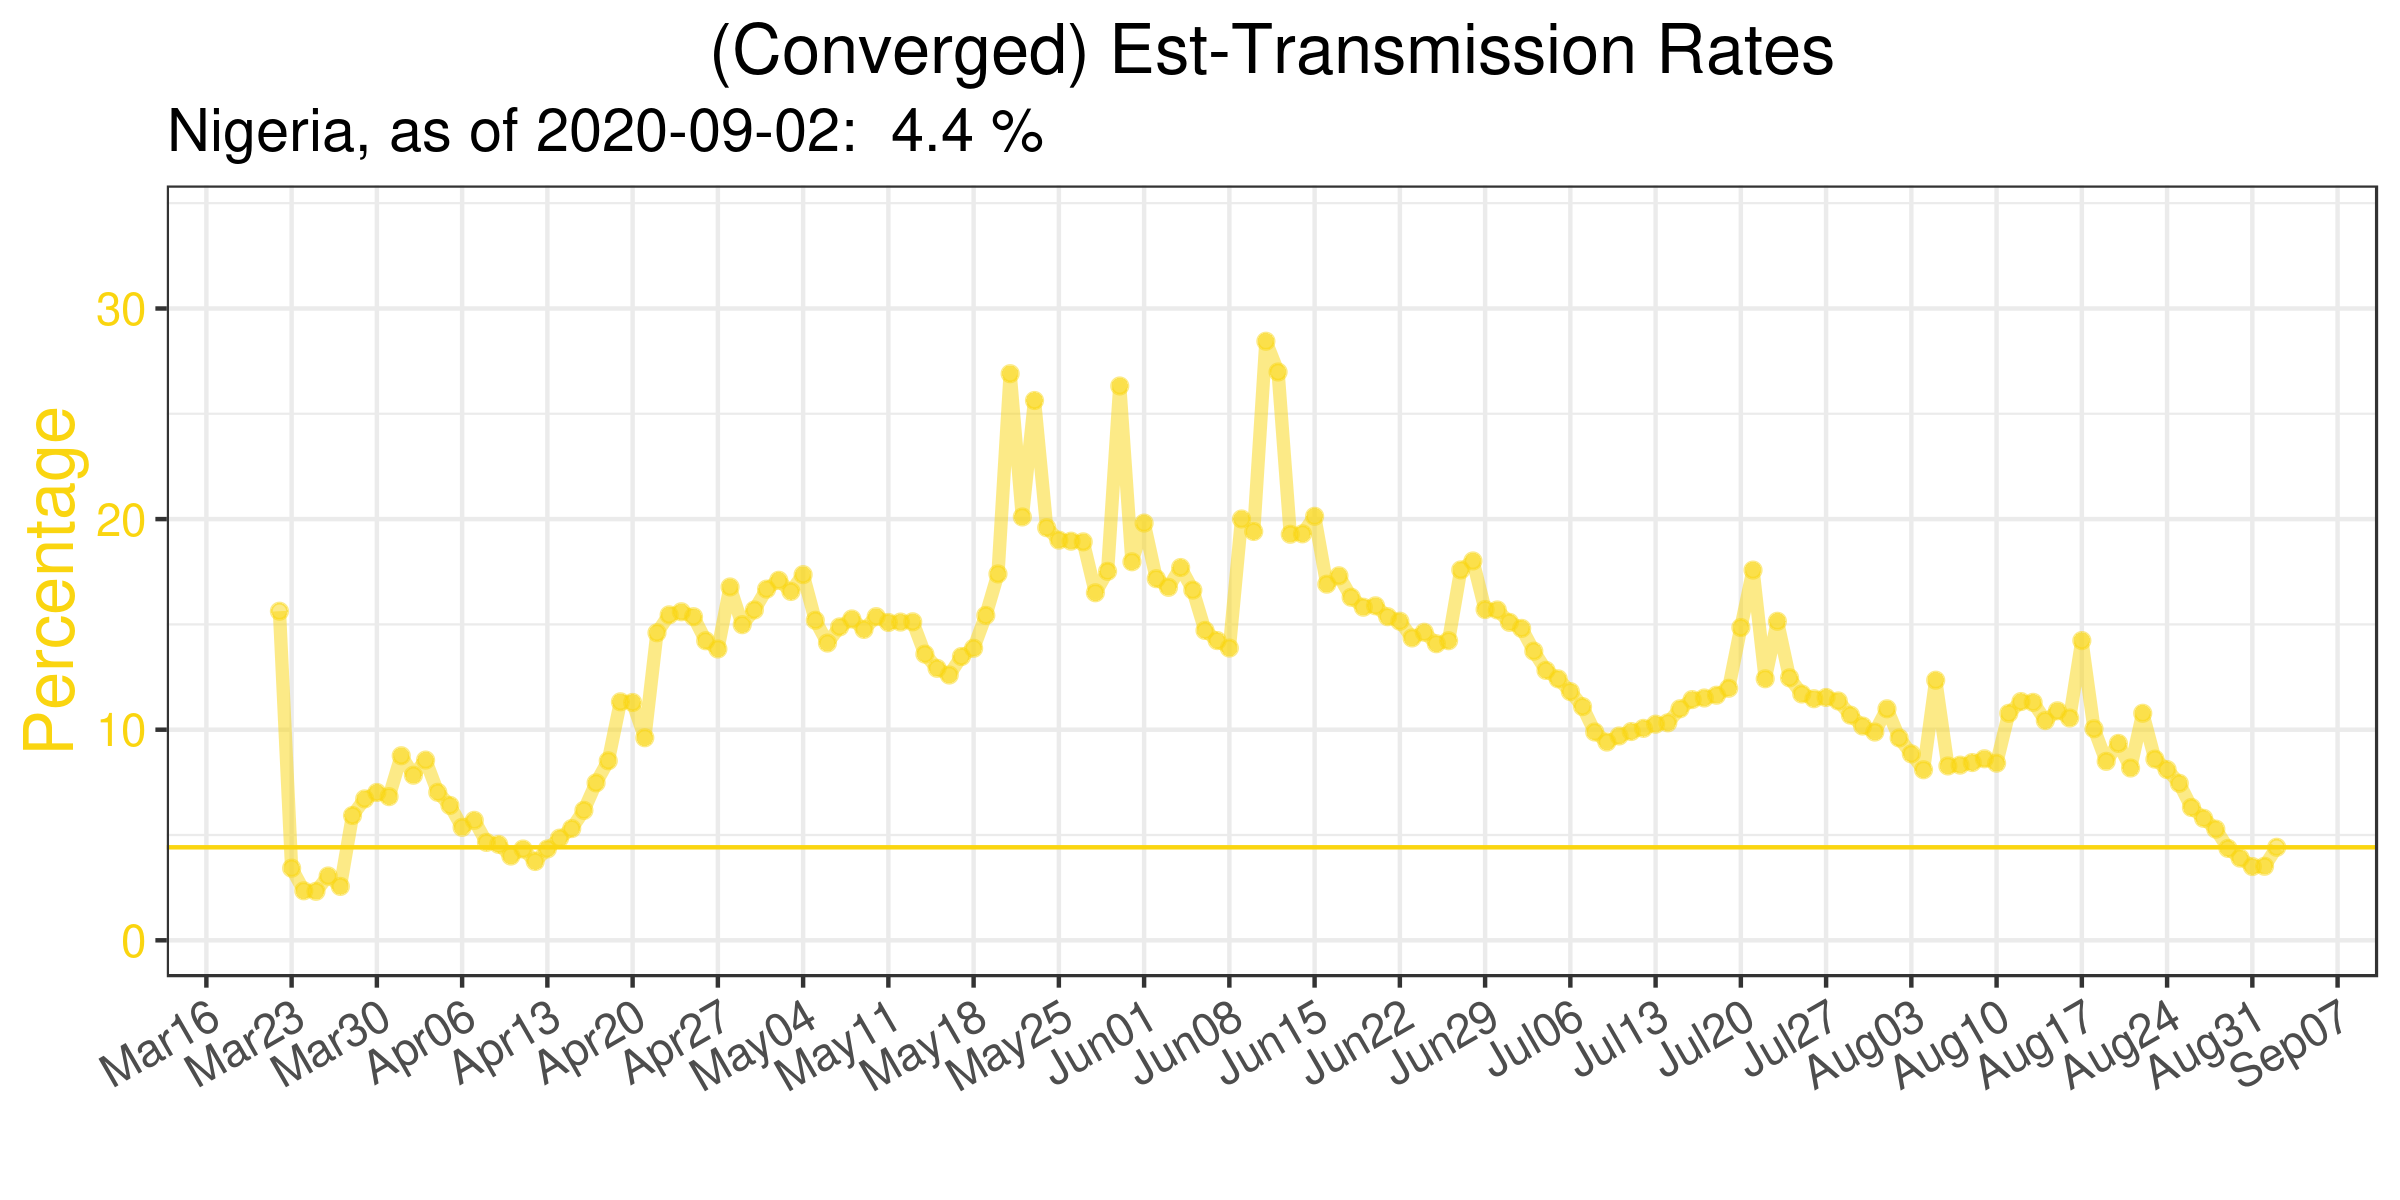 (Converged) Est-Transmission Rates
Nigeria, as of 2020-09-02:  4.4 %
Percentage
30
20
10
0
Mar16
Mar23
Mar30
Apr06
Apr13
Apr20
Apr27
May04
May11
May18
May25
Jun01
Jun08
Jun15
Jun22
Jun29
Jul06
Jul13
Jul20
Jul27
Aug03
Aug10
Aug17
Aug24
Aug31
Sep07